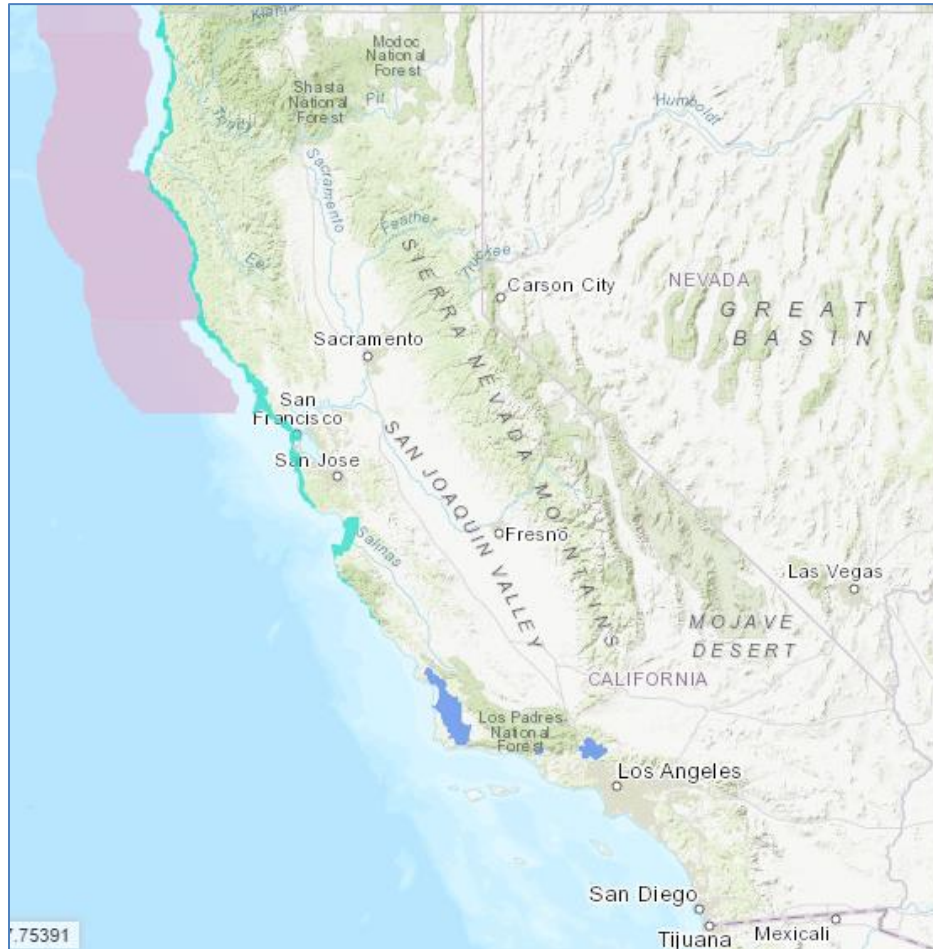 Klamath
Modoc
National
Forest
Shasta
National
Forest
Pit
Trinity
Humboldt
Sacramento
Feather
Truckee
Eel
SIERRA NEVADA MOUNTAINS
Carson City
NEVADA
GREAT
BASIN
Sacramento
San
Francisco
San Jose
SAN JOAQUIN VALLEY
Salinas
Fresno
Las Vegas
MOJAVE
DESERT
CALIFORNIA
Los Padres
National
Forest
Los Angeles
San Diego
Tijuana
Mexicali
.75391